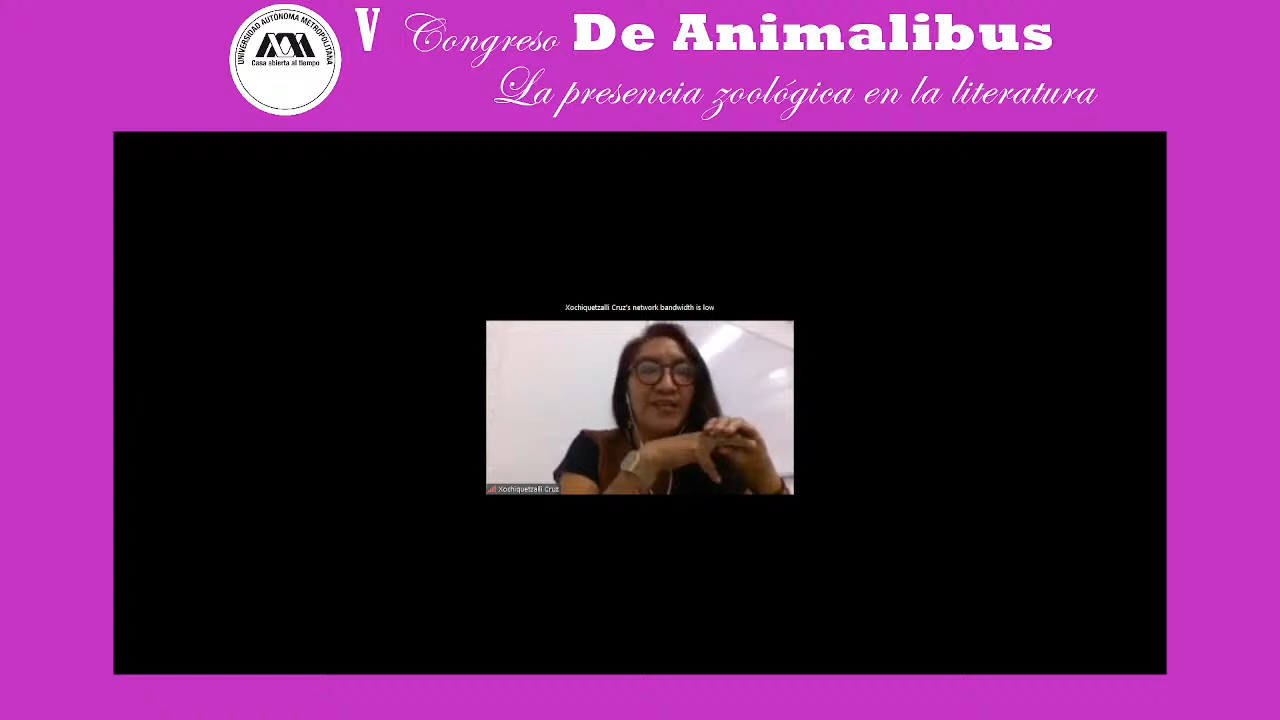 UNIVERSIDAD AUTÓNOMA METROPOLITANA
Casa abierta al tiempo
V Congreso De Animalibus
La presencia zoológica en la literatura
Xochiquetzalli Cruz's network bandwidth is low
Xochiquetzalli Cruz